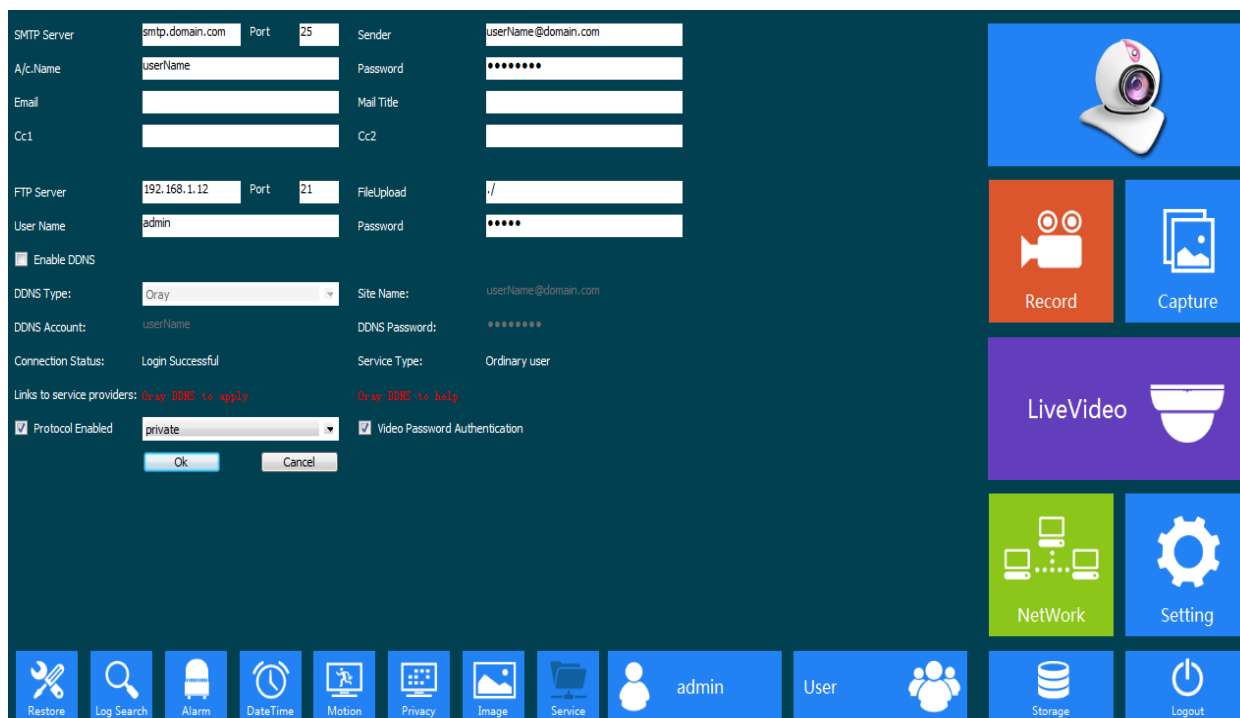 SMTP Server smtp.domain.com Port 25 Sender userName@domain.com
A/c.Name userName Password ●●●●●●●●
Email Mail Title
Cc1 Cc2
FTP Server 192.168.1.12 Port 21 FileUpload ./
User Name admin Password ●●●●●
Enable DDNS
DDNS Type: Oray Site Name: userName@domain.com
DDNS Account: userName DDNS Password: ●●●●●●●●
Connection Status: Login Successful Service Type: Ordinary user
Links to service providers: Oray DDNS to apply Oray DDNS to help
Protocol Enabled private Video Password Authentication
Ok Cancel
Record Capture
LiveVideo
NetWork Setting
Restore Log Search Alarm DateTime Motion Privacy Image Service admin User Storage Logout